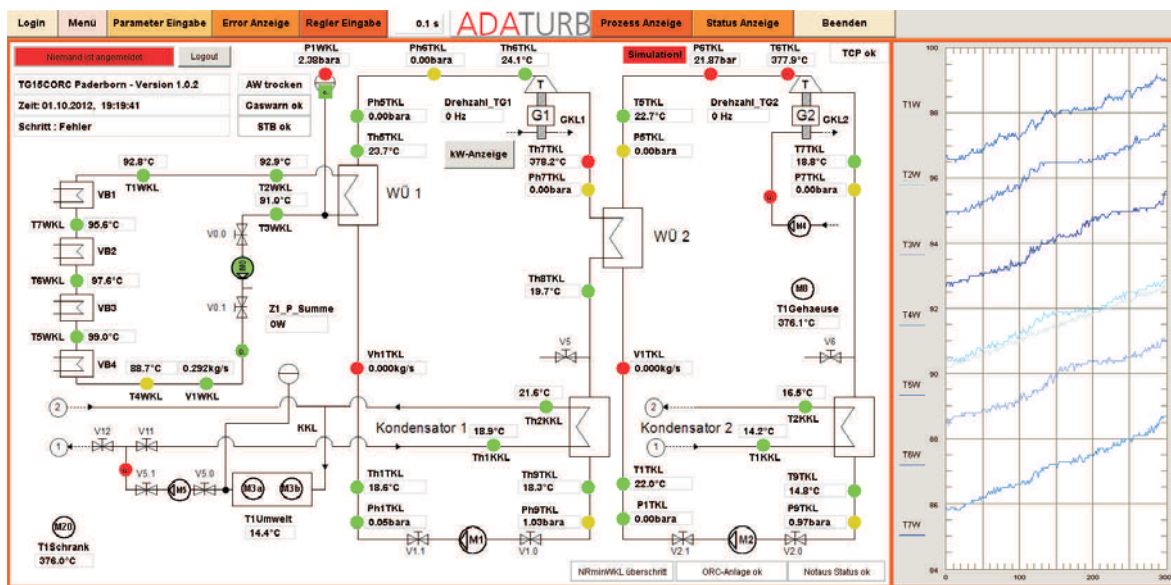 Login Menü Parameter Eingabe Error Anzeige Regler Eingabe 0.1 s ADATURB Prozess Anzeige Status Anzeige Beenden
Niemand ist angemeldet Logout
TG15CORC Paderborn - Version 1.0.2
Zeit: 01.10.2012, 19:19:41
Schritt : Fehler
AW trocken
Gaswarn ok
STB ok
P1WKL
2.38bara
Ph6TKL
0.00bara
Th6TKL
24.1°C
Simulation!
P6TKL
21.87bar
T6TKL
377.9°C
TCP ok
Ph5TKL
0.00bara
Th5TKL
23.7°C
Drehzahl_TG1
0 Hz
kW-Anzeige
T
G1
GKL1
Th7TKL
378.2°C
Ph7TKL
0.00bara
T5TKL
22.7°C
P5TKL
0.00bara
Drehzahl_TG2
0 Hz
T
G2
GKL2
T7TKL
18.8°C
P7TKL
0.00bara
M4
92.8°C
T1WKL
92.9°C
T2WKL
91.0°C
T3WKL
WÜ 1
WÜ 2
VB1
T7WKL 95.6°C
VB2
T6WKL 97.6°C
VB3
T5WKL 99.0°C
VB4
V0.0
V0.1
88.7°C 0.292kg/s
T4WKL V1WKL
Z1_P_Summe
0W
Th8TKL
19.7°C
M8
T1Gehaeuse
376.1°C
V5
V6
Vh1TKL
0.000kg/s
V1TKL
0.000kg/s
2
21.6°C
Th2KKL
2
16.5°C
T2KKL
KKL
Kondensator 1
18.9°C
Th1KKL
Kondensator 2
14.2°C
T1KKL
1
V12 V11
1
V5.1 M5 V5.0
M3a M3b
T1Umwelt
14.4°C
M20
T1Schrank
376.0°C
Th1TKL
18.6°C
Ph1TKL
0.05bara
V1.1 M1 V1.0
Th9TKL
18.3°C
Ph9TKL
1.03bara
T1TKL
22.0°C
P1TKL
0.00bara
V2.1 M2 V2.0
T9TKL
14.8°C
P9TKL
0.97bara
NRminWKL überschritt ORC-Anlage ok Notaus Status ok
T1W
T2W
T3W
T4W
T5W
T6W
T7W
100
98
96
94
92
90
88
86
84
0 100 200 300